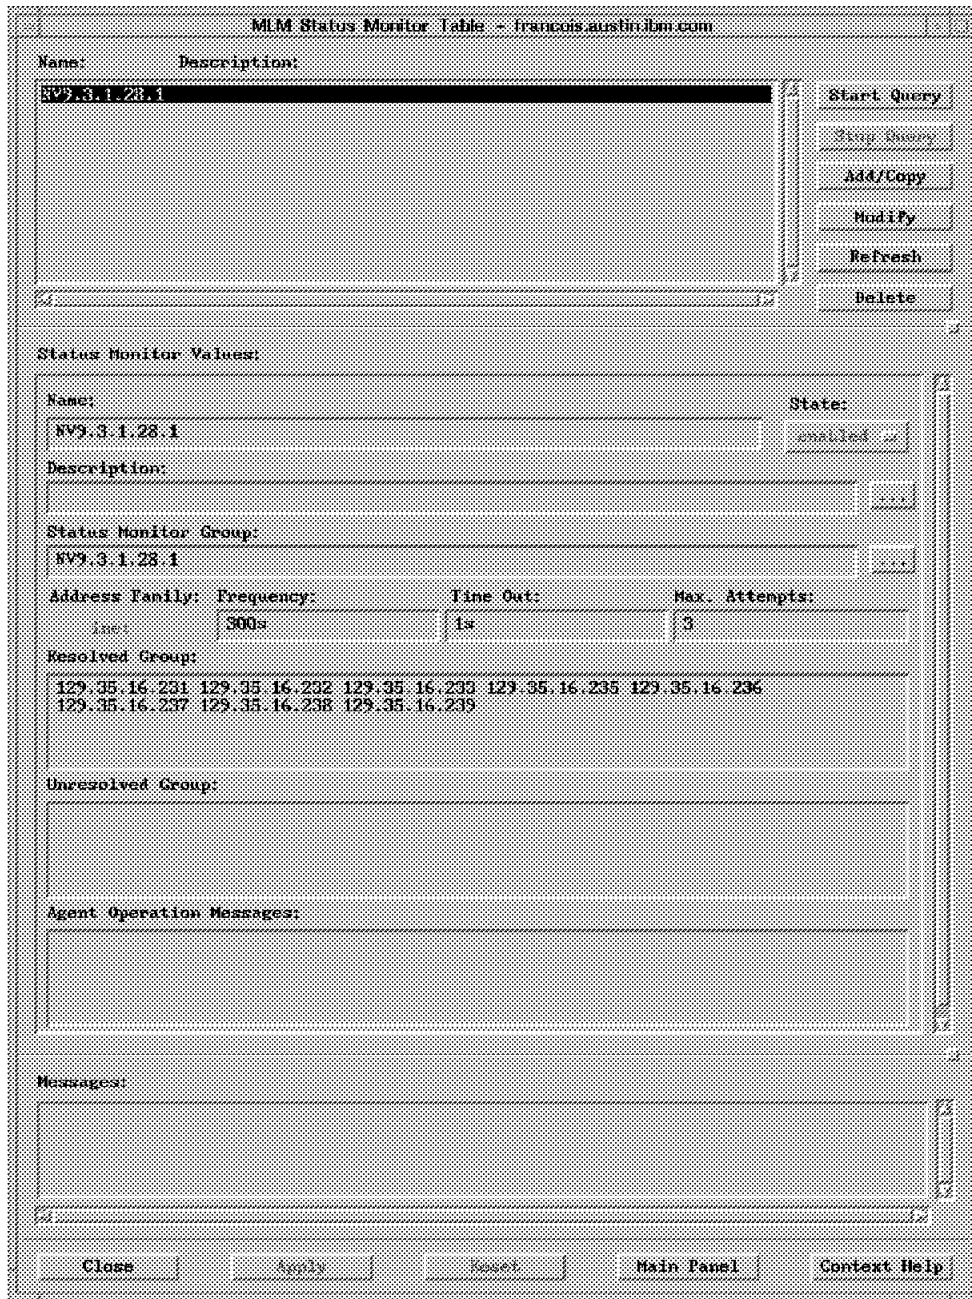 MLM Status Monitor Table - francois.austin.ibm.com
Name: Description:
NV9.3.1.28.1
Start Query
Stop Query
Add/Copy
Modify
Refresh
Delete
Status Monitor Values:
Name:
State:
NV9.3.1.28.1
enabled
Description:
...
Status Monitor Group:
NV9.3.1.28.1
...
Address Family: Frequency: Time Out: Max. Attempts:
inet 300s 1s 3
Resolved Group:
129.35.16.231 129.35.16.232 129.35.16.233 129.35.16.235 129.35.16.236
129.35.16.237 129.35.16.238 129.35.16.239
Unresolved Group:
Agent Operation Messages:
Messages:
Close Apply Reset Main Panel Context Help